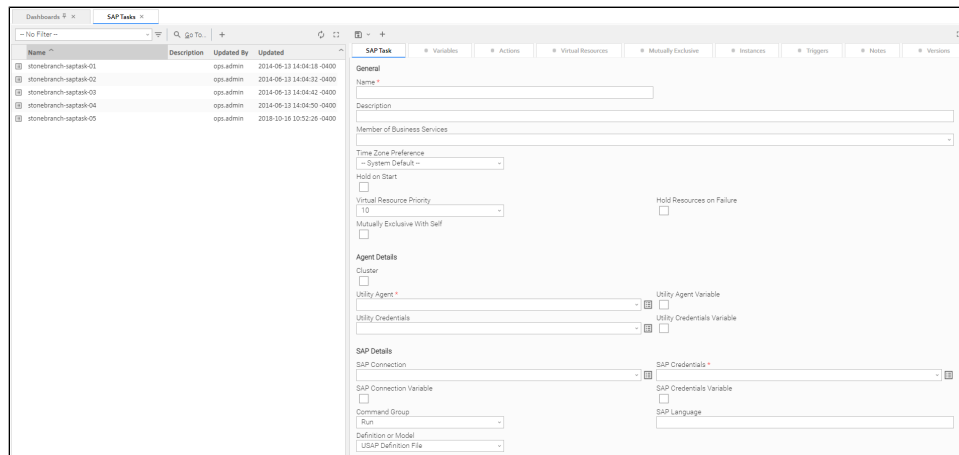 Dashboards
SAP Tasks
-- No Filter --
Go To...
Name Description Updated By Updated
stonebranch-saptask-01 ops.admin 2014-06-13 14:04:18 -0400
stonebranch-saptask-02 ops.admin 2014-06-13 14:04:32 -0400
stonebranch-saptask-03 ops.admin 2014-06-13 14:04:42 -0400
stonebranch-saptask-04 ops.admin 2014-06-13 14:04:50 -0400
stonebranch-saptask-05 ops.admin 2018-10-16 10:52:26 -0400
SAP Task Variables Actions Virtual Resources Mutually Exclusive Instances Triggers Notes Versions
General
Name *
Description
Member of Business Services
Time Zone Preference
-- System Default --
Hold on Start
Virtual Resource Priority Hold Resources on Failure
10
Mutually Exclusive With Self
Agent Details
Cluster
Utility Agent * Utility Agent Variable
Utility Credentials Utility Credentials Variable
SAP Details
SAP Connection SAP Credentials *
SAP Connection Variable SAP Credentials Variable
Command Group SAP Language
Run
Definition or Model
USAP Definition File